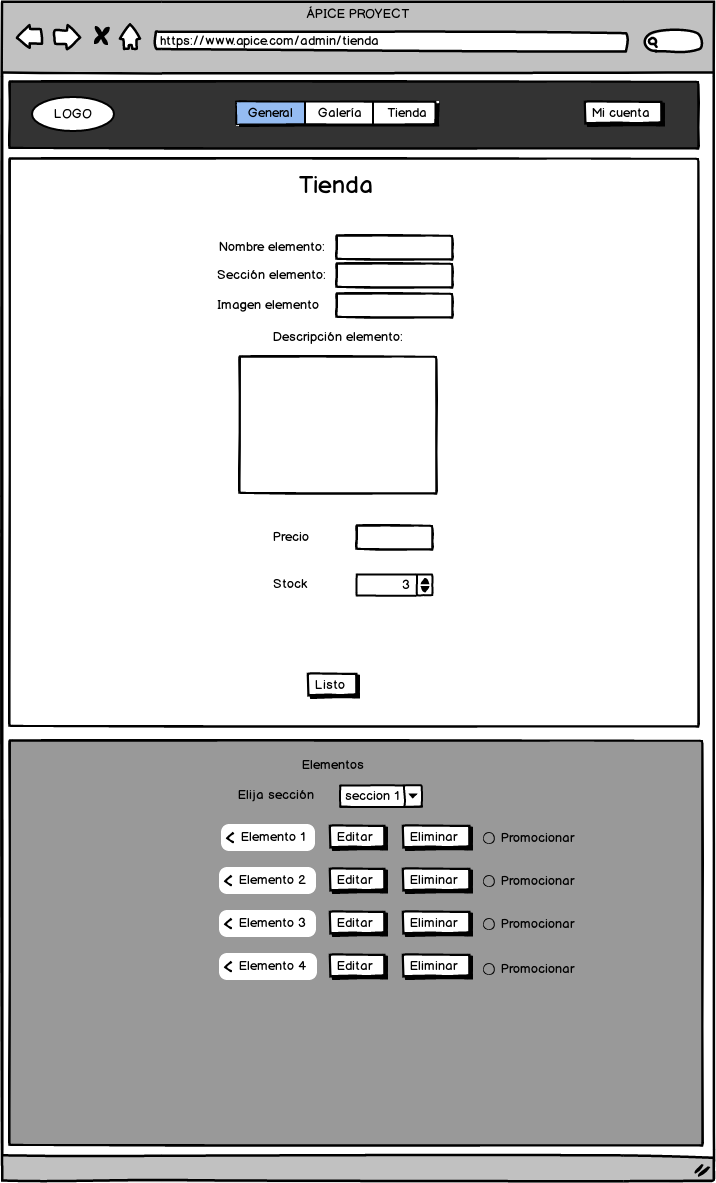 ÁPICE PROYECT
https://www.apice.com/admin/tienda
LOGO
General Galería Tienda
Mi cuenta
Tienda
Nombre elemento:
Sección elemento:
Imagen elemento
Descripción elemento:
Precio
Stock 3
Listo
Elementos
Elija sección seccion 1
Elemento 1 Editar Eliminar Promocionar
Elemento 2 Editar Eliminar Promocionar
Elemento 3 Editar Eliminar Promocionar
Elemento 4 Editar Eliminar Promocionar